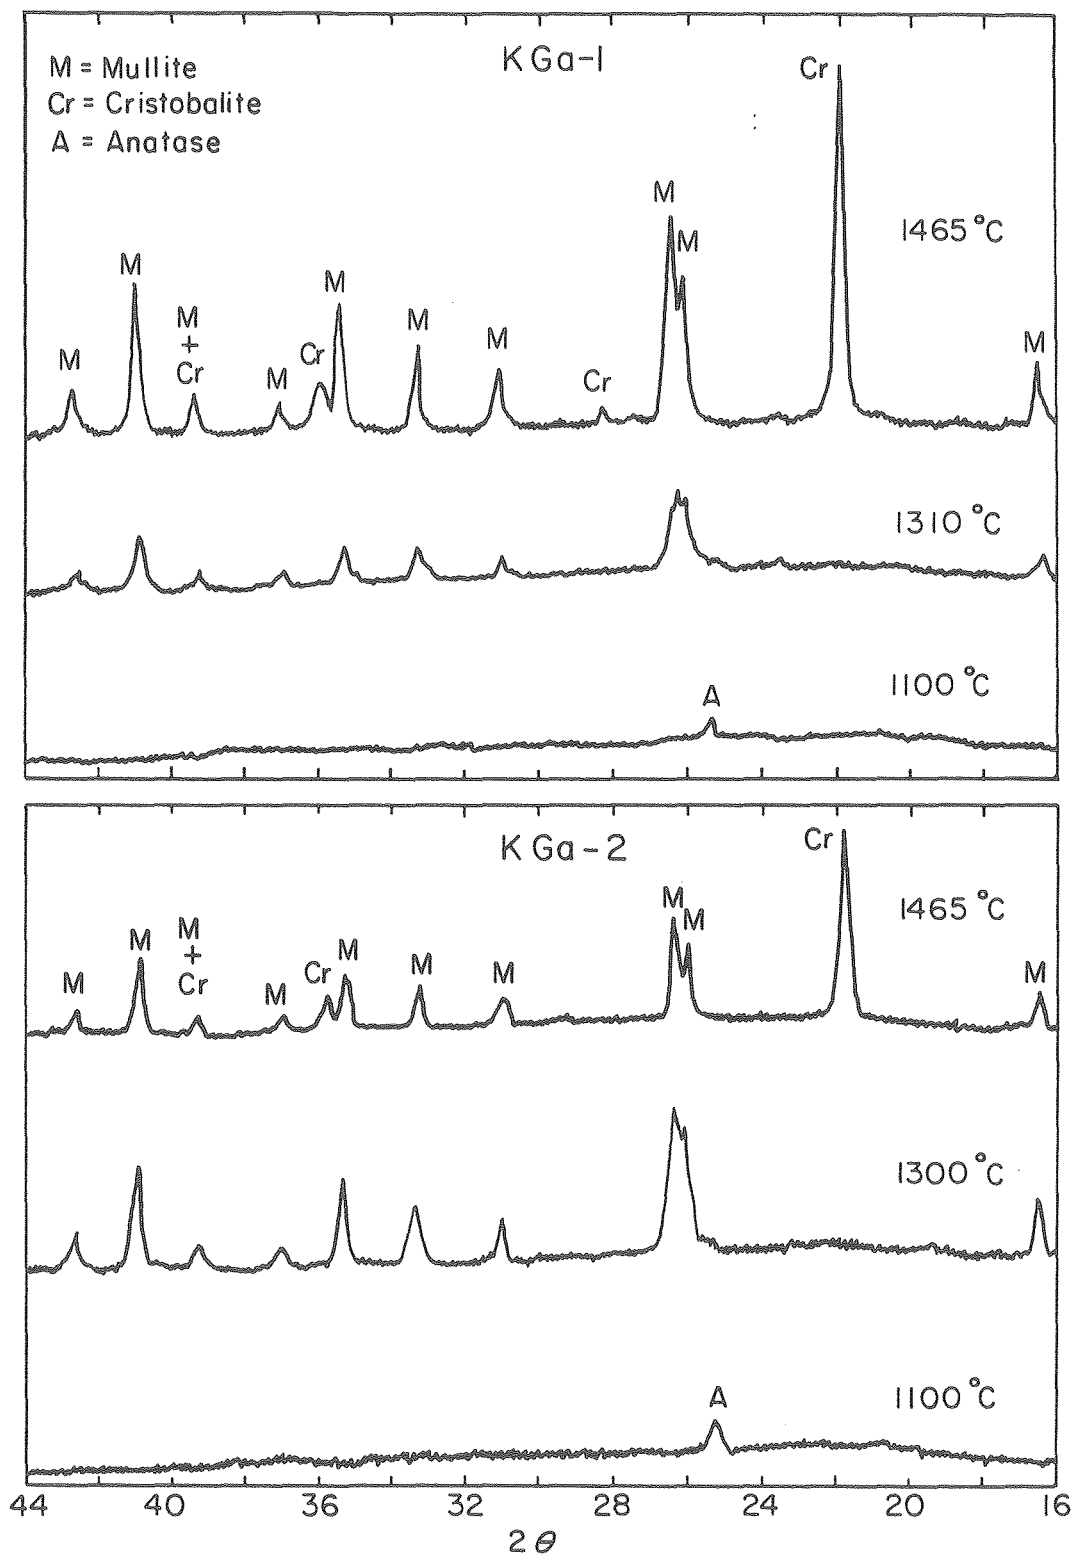 KGa-1
M = Mullite
Cr = Cristobalite
A = Anatase
Cr
1465 °C
M
M
M
M
M
M
M
+
Cr
M
M
Cr
M
Cr
M
1310 °C
1100 °C
A
KGa-2
Cr
1465 °C
M
M
M
M
+
Cr
M
M
M
M
Cr
M
M
M
1300 °C
1100 °C
A
44 40 36 32 28 24 20 16
2θ